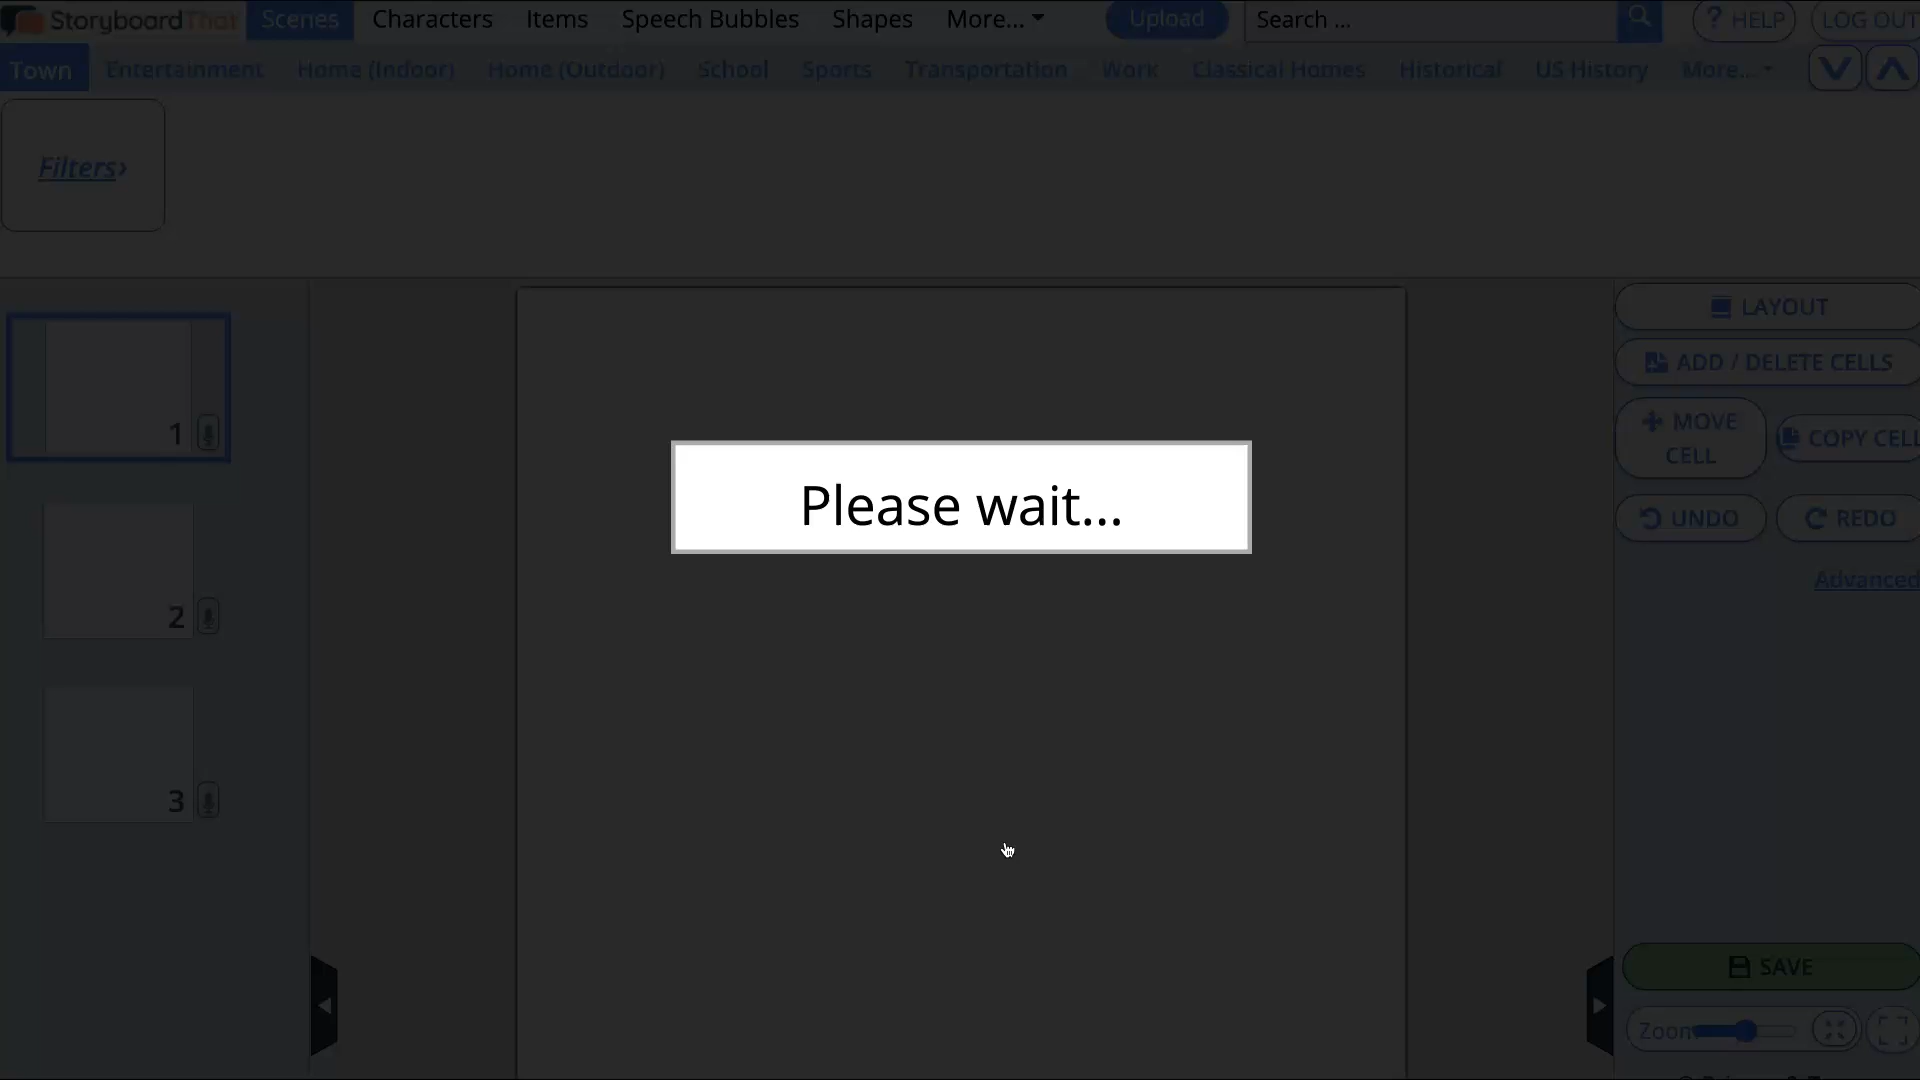 StoryboardThat Scenes Characters Items Speech Bubbles Shapes More... Upload Search ... ? HELP LOG OUT
Town Entertainment Home (Indoor) Home (Outdoor) School Sports Transportation Work Classical Homes Historical US History More...
Filters›
LAYOUT
ADD / DELETE CELLS
MOVE CELL
COPY CELL
UNDO REDO
Advanced
1
2
3
Please wait...
SAVE
Zoom